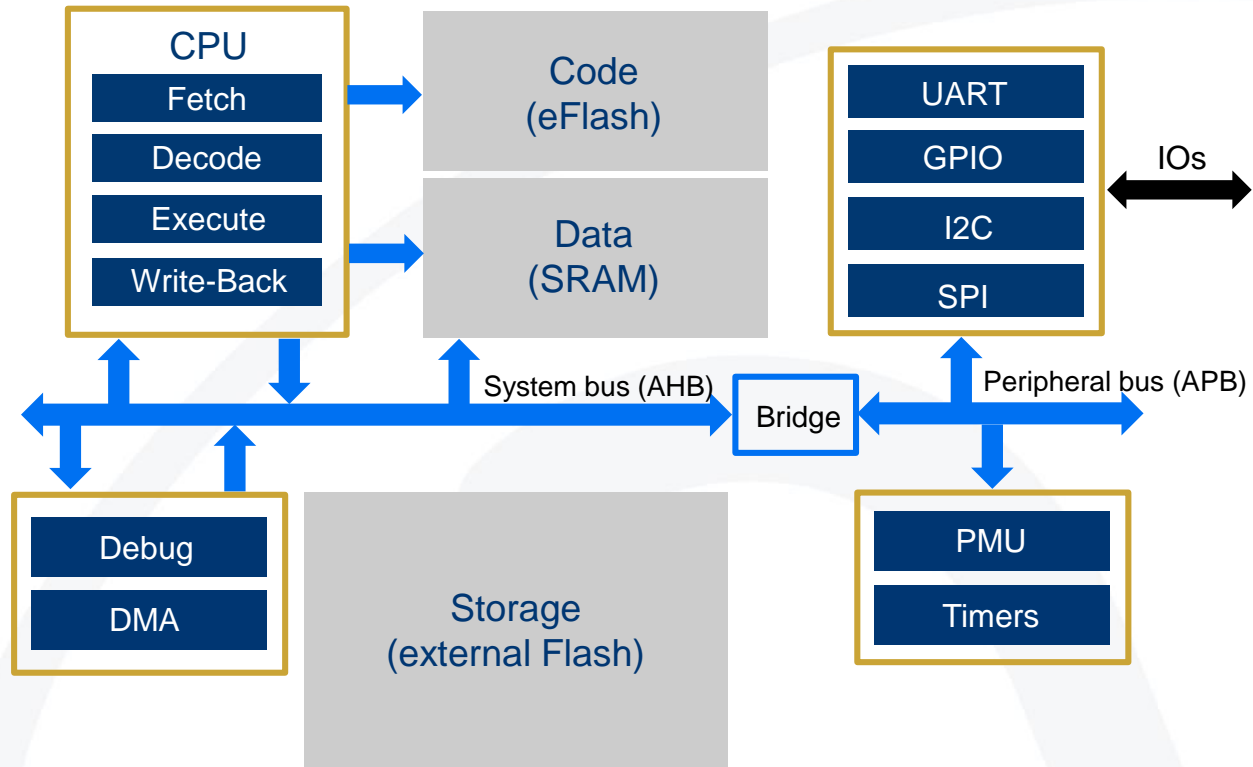 CPU
Fetch
Decode
Execute
Write-Back
Code
(eFlash)
Data
(SRAM)
UART
GPIO
I2C
SPI
IOs
System bus (AHB)
Bridge
Peripheral bus (APB)
Debug
DMA
Storage
(external Flash)
PMU
Timers